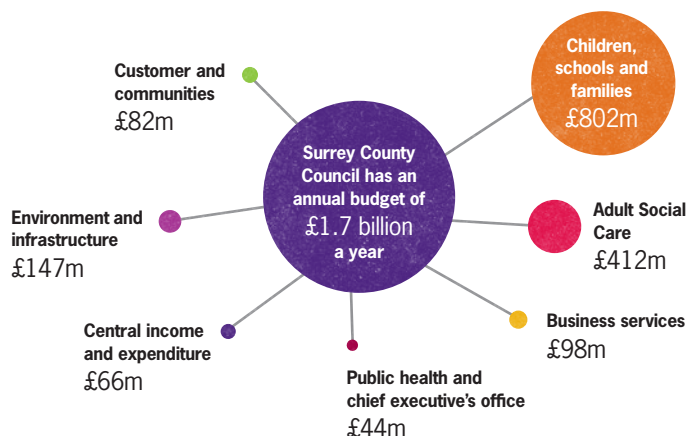 Children,
schools and
families
£802m
Customer and
communities
£82m
Surrey County
Council has an
annual budget of
£1.7 billion
a year
Environment and
infrastructure
£147m
Adult Social
Care
£412m
Central income
and expenditure
£66m
Business services
£98m
Public health and
chief executive's office
£44m